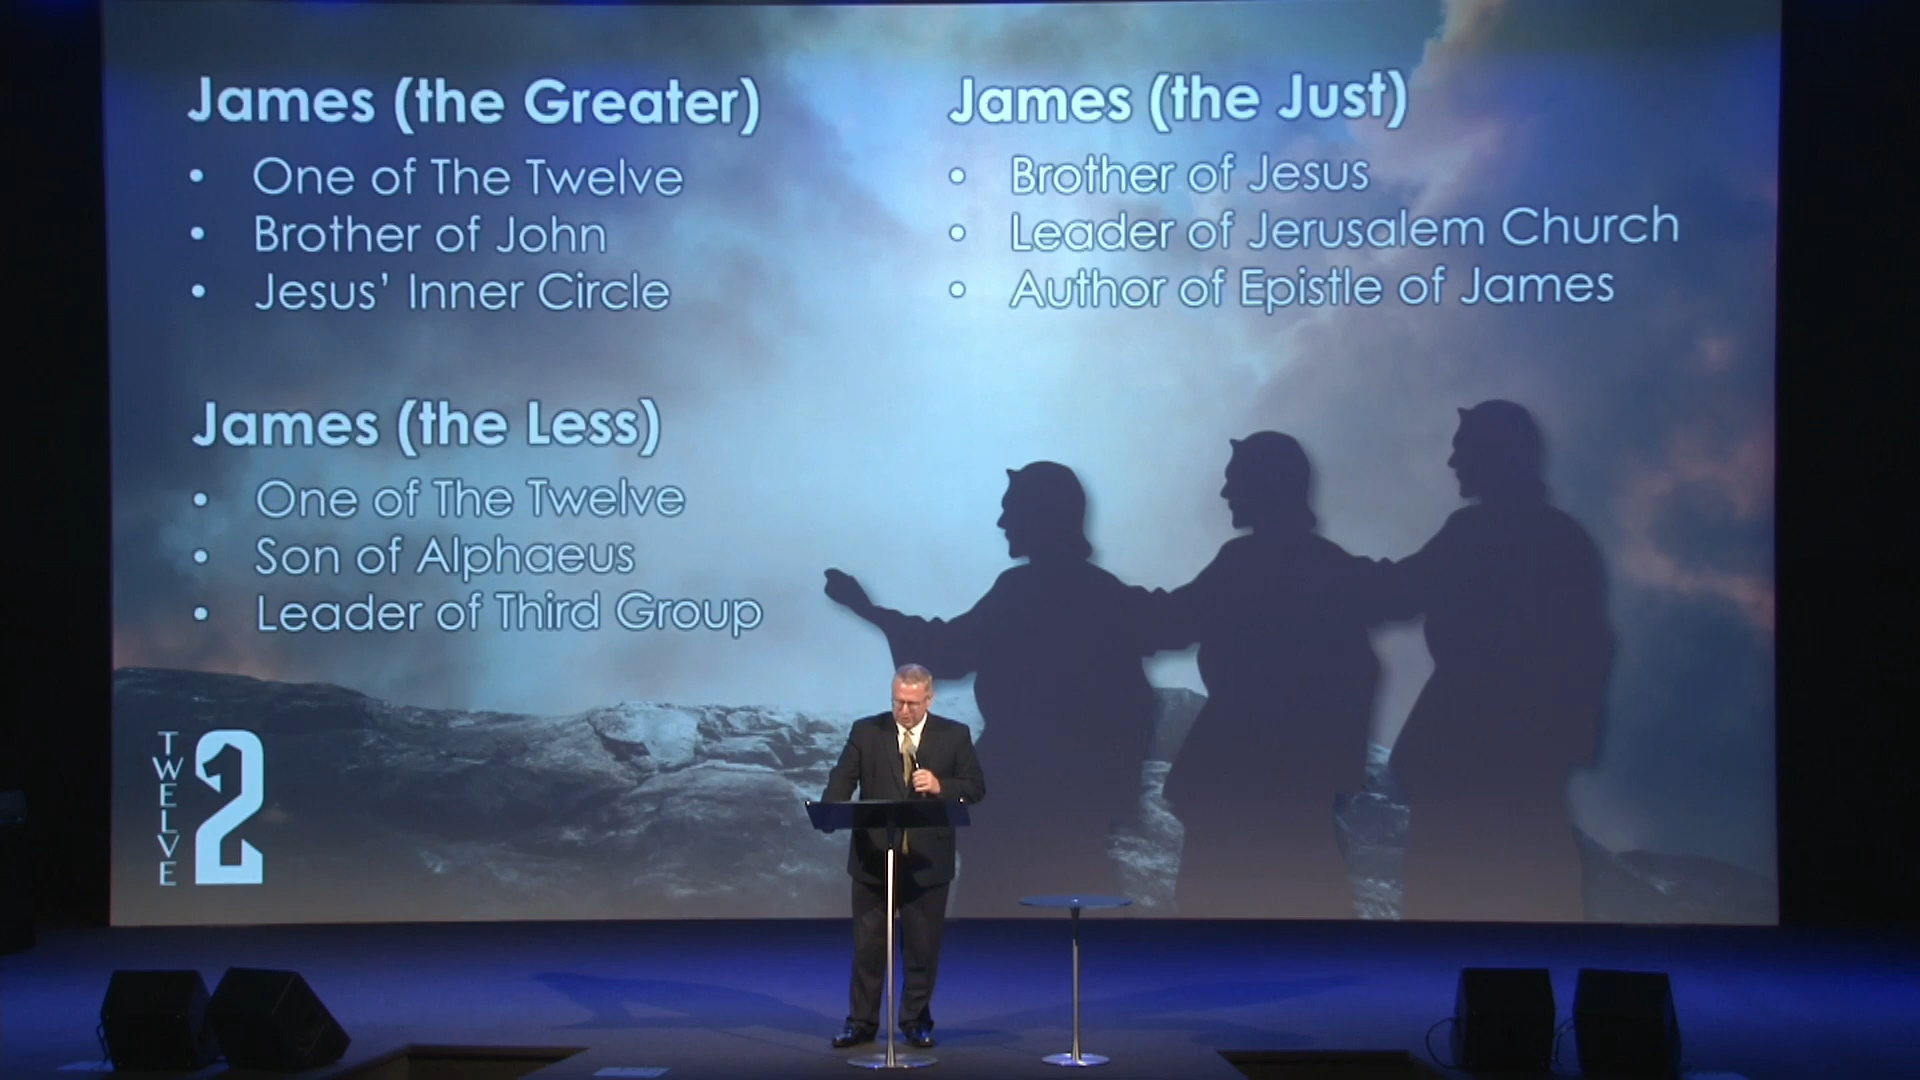 James (the Greater)
• One of The Twelve
• Brother of John
• Jesus’ Inner Circle
James (the Just)
• Brother of Jesus
• Leader of Jerusalem Church
• Author of Epistle of James
James (the Less)
• One of The Twelve
• Son of Alphaeus
• Leader of Third Group
TWELVE
12